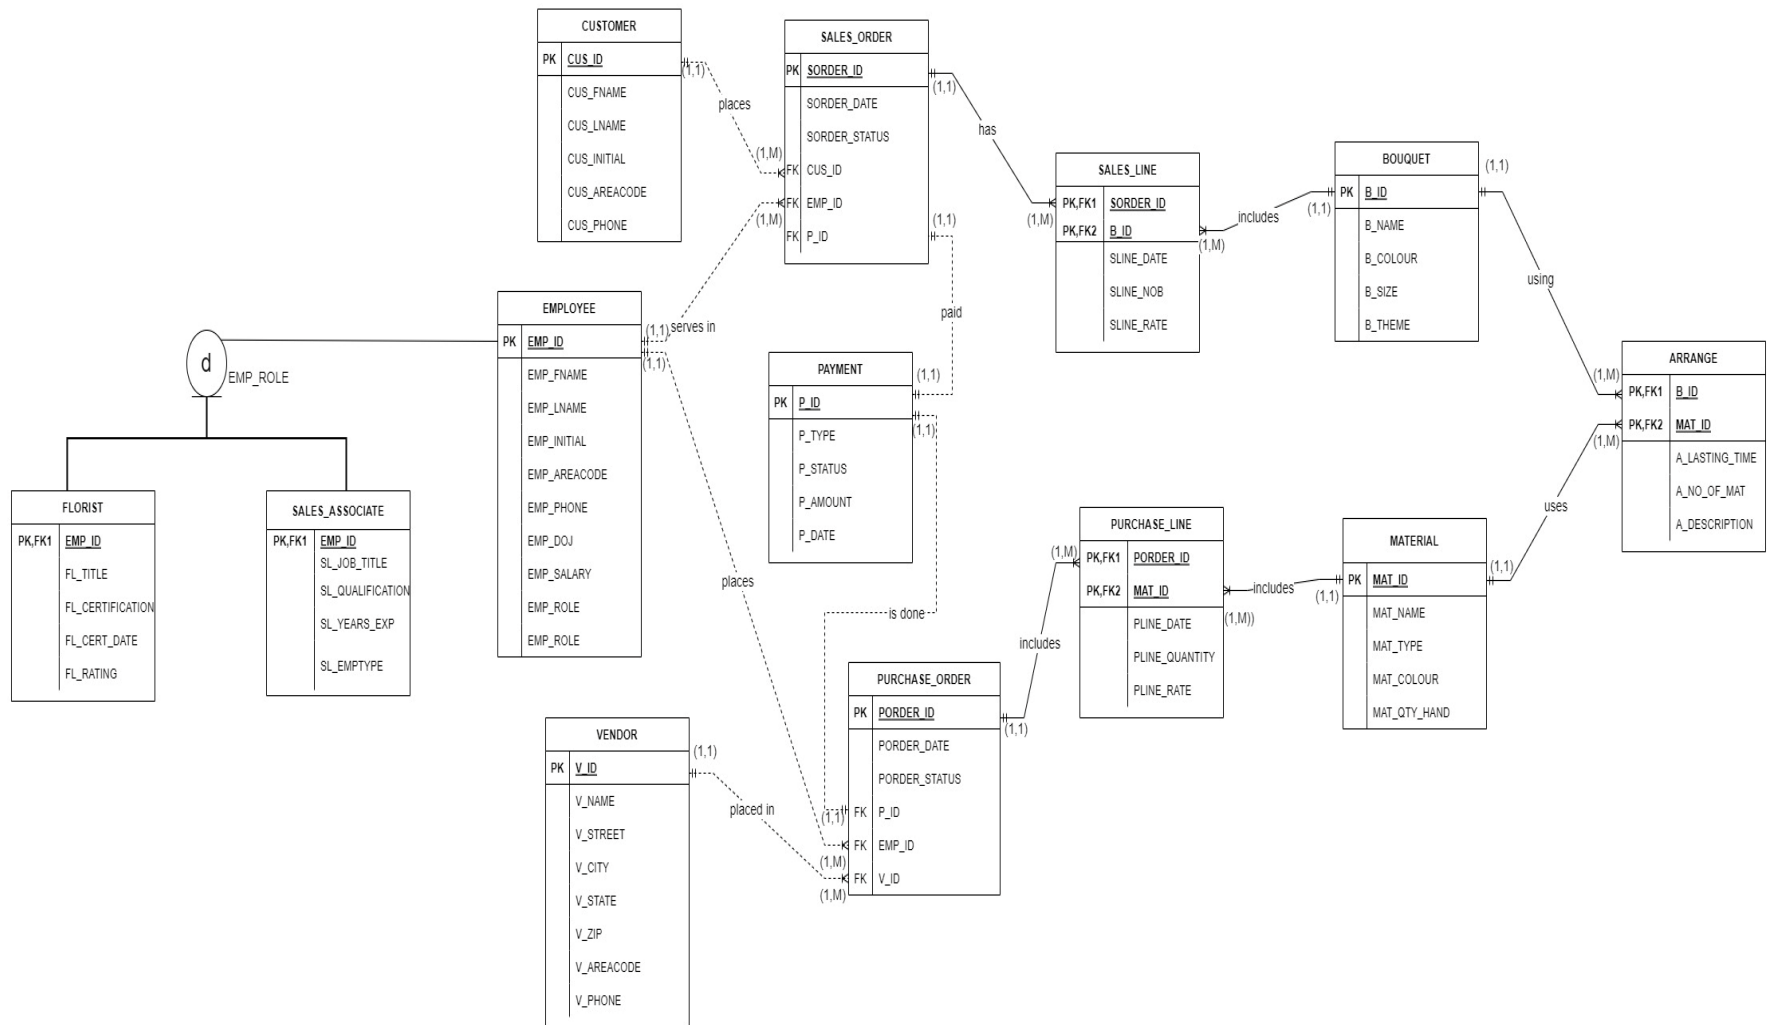 CUSTOMER
PK CUS_ID
CUS_FNAME
CUS_LNAME
CUS_INITIAL
CUS_AREACODE
CUS_PHONE
(1,1)
places
(1,M)
SALES_ORDER
PK SORDER_ID
SORDER_DATE
SORDER_STATUS
FK CUS_ID
FK EMP_ID
FK P_ID
(1,1)
has
(1,M)
(1,M)
(1,1)
paid
(1,1)
SALES_LINE
PK,FK1 SORDER_ID
PK,FK2 B_ID
SLINE_DATE
SLINE_NOB
SLINE_RATE
(1,M)
includes
(1,1)
BOUQUET
PK B_ID
B_NAME
B_COLOUR
B_SIZE
B_THEME
(1,1)
using
(1,M)
ARRANGE
PK,FK1 B_ID
PK,FK2 MAT_ID
A_LASTING_TIME
A_NO_OF_MAT
A_DESCRIPTION
(1,M)
uses
(1,1)
EMPLOYEE
PK EMP_ID
EMP_FNAME
EMP_LNAME
EMP_INITIAL
EMP_AREACODE
EMP_PHONE
EMP_DOJ
EMP_SALARY
EMP_ROLE
EMP_ROLE
(1,1) serves in
(1,1)
places
(1,M)
d
EMP_ROLE
FLORIST
PK,FK1 EMP_ID
FL_TITLE
FL_CERTIFICATION
FL_CERT_DATE
FL_RATING
SALES_ASSOCIATE
PK,FK1 EMP_ID
SL_JOB_TITLE
SL_QUALIFICATION
SL_YEARS_EXP
SL_EMPTYPE
PAYMENT
PK P_ID
P_TYPE
P_STATUS
P_AMOUNT
P_DATE
(1,1)
is done
(1,1)
PURCHASE_LINE
PK,FK1 PORDER_ID
PK,FK2 MAT_ID
PLINE_DATE
PLINE_QUANTITY
PLINE_RATE
(1,M)
includes
(1,1)
(1,M))
includes
(1,1)
MATERIAL
PK MAT_ID
MAT_NAME
MAT_TYPE
MAT_COLOUR
MAT_QTY_HAND
PURCHASE_ORDER
PK PORDER_ID
PORDER_DATE
PORDER_STATUS
FK P_ID
FK EMP_ID
FK V_ID
VENDOR
PK V_ID
V_NAME
V_STREET
V_CITY
V_STATE
V_ZIP
V_AREACODE
V_PHONE
(1,1)
placed in
(1,M)